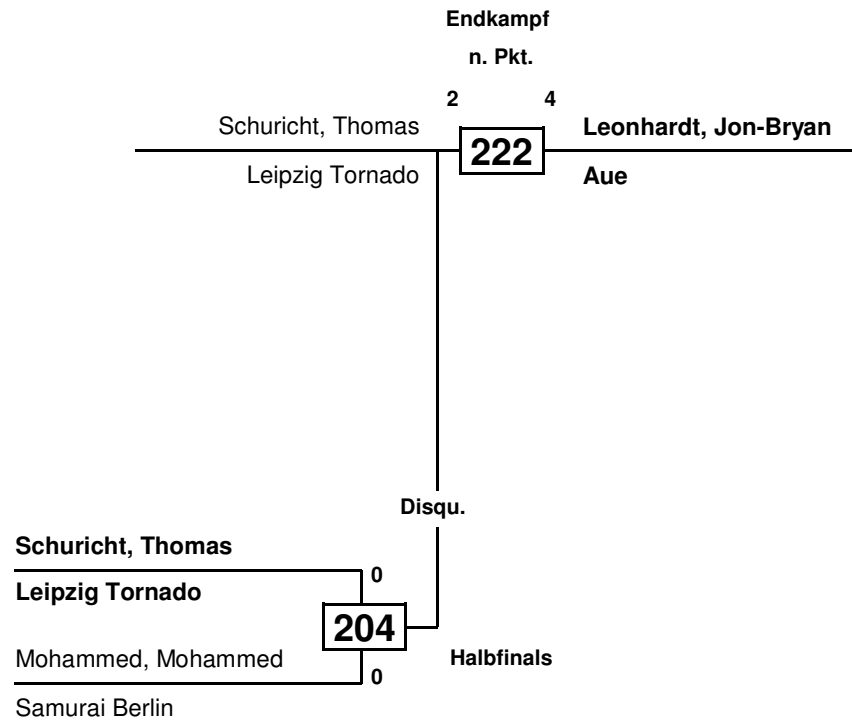 Endkampf
n. Pkt.
2 4
Schuricht, Thomas 222 Leonhardt, Jon-Bryan
Leipzig Tornado Aue
Disqu.
Schuricht, Thomas
0
Leipzig Tornado
204
Mohammed, Mohammed Halbfinals
0
Samurai Berlin